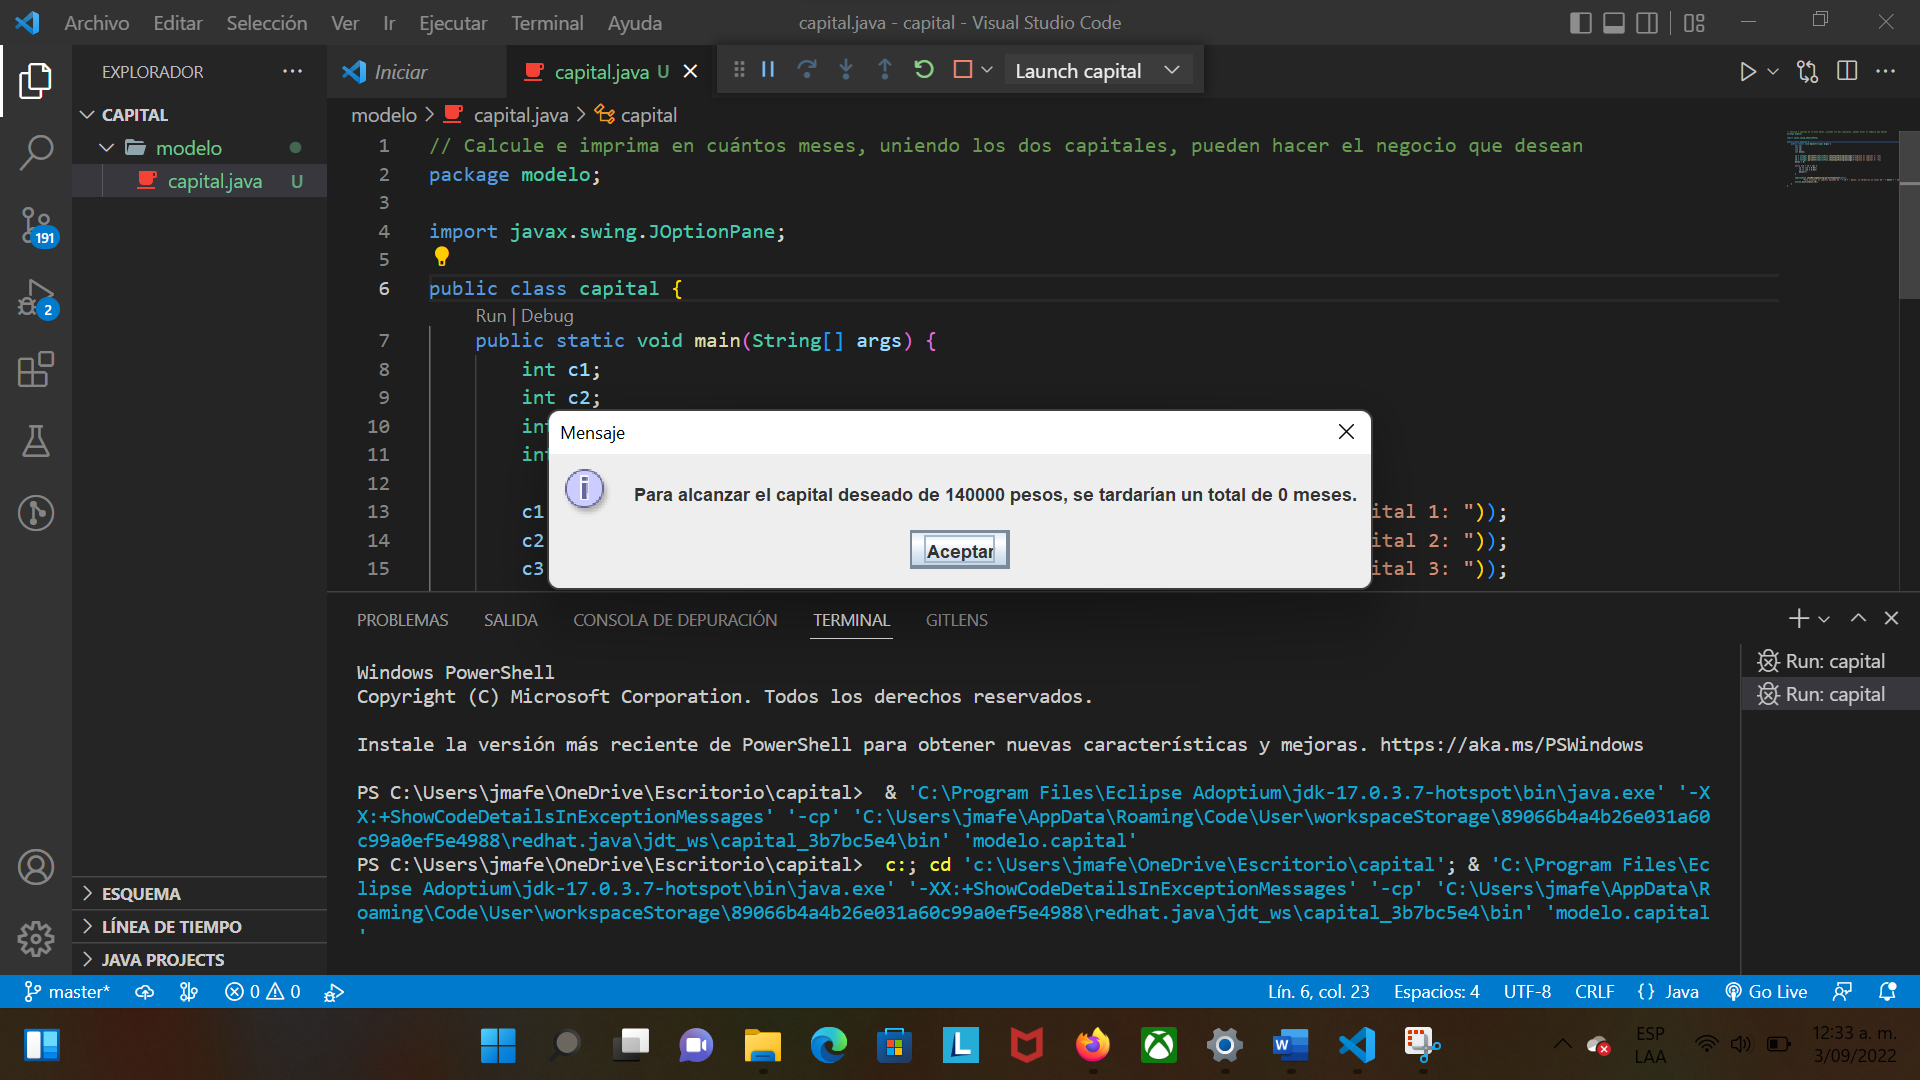 Archivo Editar Selección Ver Ir Ejecutar Terminal Ayuda capital.java - capital - Visual Studio Code
EXPLORADOR
Iniciar capital.java U Launch capital
CAPITAL
modelo
capital.java U
modelo > capital.java > capital
1 // Calcule e imprima en cuántos meses, uniendo los dos capitales, pueden hacer el negocio que desean
2 package modelo;
3
4 import javax.swing.JOptionPane;
5
6 public class capital {
Run | Debug
7 public static void main(String[] args) {
8 int c1;
9 int c2;
10 int
11 int
12
13 c1 ital 1: "));
14 c2 ital 2: "));
15 c3 ital 3: "));
Mensaje
Para alcanzar el capital deseado de 140000 pesos, se tardarían un total de 0 meses.
Aceptar
191
2
PROBLEMAS SALIDA CONSOLA DE DEPURACIÓN TERMINAL GITLENS
Run: capital
Run: capital
Windows PowerShell
Copyright (C) Microsoft Corporation. Todos los derechos reservados.
Instale la versión más reciente de PowerShell para obtener nuevas características y mejoras. https://aka.ms/PSWindows
PS C:\Users\jmafe\OneDrive\Escritorio\capital>  & 'C:\Program Files\Eclipse Adoptium\jdk-17.0.3.7-hotspot\bin\java.exe' '-X
X:+ShowCodeDetailsInExceptionMessages' '-cp' 'C:\Users\jmafe\AppData\Roaming\Code\User\workspaceStorage\89066b4a4b26e031a60
c99a0ef5e4988\redhat.java\jdt_ws\capital_3b7bc5e4\bin' 'modelo.capital'
PS C:\Users\jmafe\OneDrive\Escritorio\capital>  c:; cd 'c:\Users\jmafe\OneDrive\Escritorio\capital'; & 'C:\Program Files\Ec
lipse Adoptium\jdk-17.0.3.7-hotspot\bin\java.exe' '-XX:+ShowCodeDetailsInExceptionMessages' '-cp' 'C:\Users\jmafe\AppData\R
oaming\Code\User\workspaceStorage\89066b4a4b26e031a60c99a0ef5e4988\redhat.java\jdt_ws\capital_3b7bc5e4\bin' 'modelo.capital
'
ESQUEMA
LÍNEA DE TIEMPO
JAVA PROJECTS
master* 0 0 Lín. 6, col. 23 Espacios: 4 UTF-8 CRLF {} Java Go Live
ESP
LAA
12:33 a. m.
3/09/2022